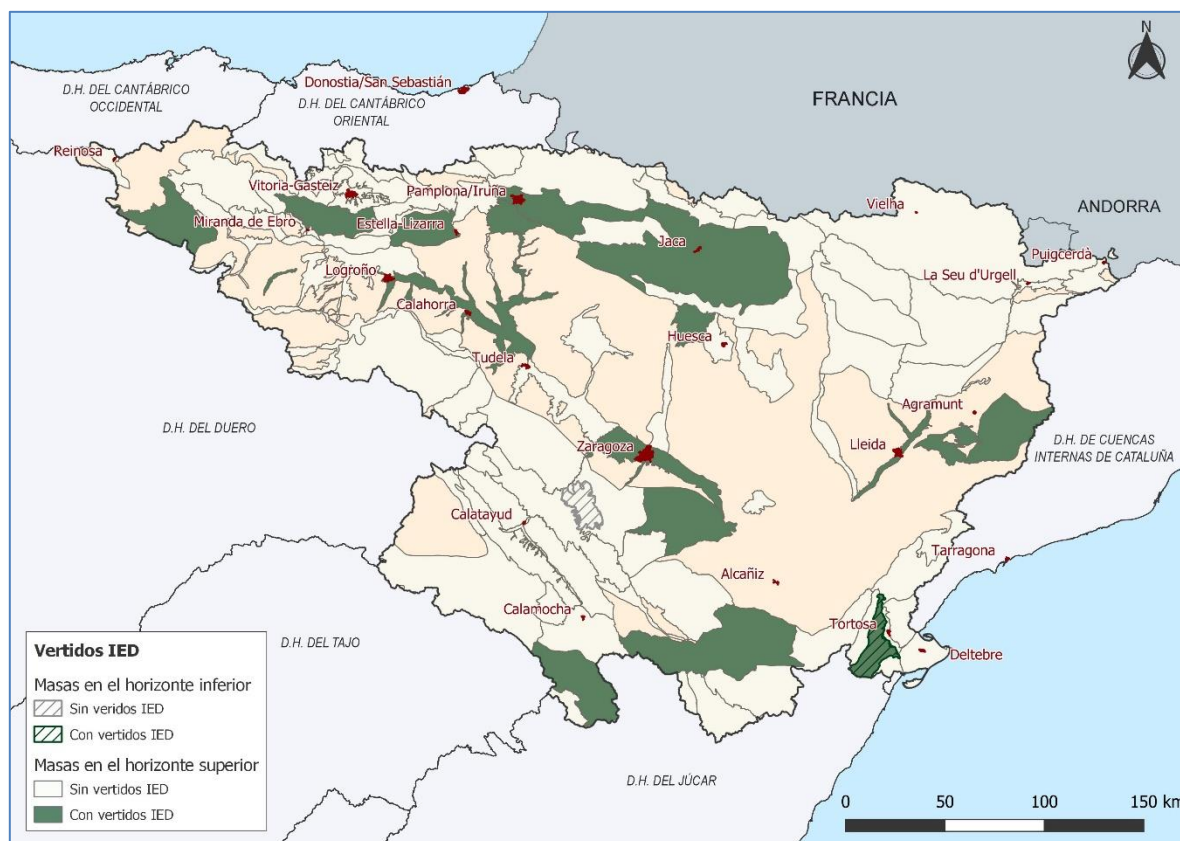 N
Donostia/San Sebastián
D.H. DEL CANTÁBRICO
OCCIDENTAL
D.H. DEL CANTÁBRICO
ORIENTAL
FRANCIA
Reinosa
Vitoria-Gasteiz
Pamplona/Iruña
Vielha
ANDORRA
Miranda de Ebro
Estella-Lizarra
Jaca
Puigcerdà
La Seu d'Urgell
Logroño
Calahorra
Huesca
Tudela
Agramunt
D.H. DEL DUERO
Zaragoza
Lleida
D.H. DE CUENCAS
INTERNAS DE CATALUÑA
Calatayud
Tarragona
Alcañiz
Calamocha
Tortosa
Deltebre
D.H. DEL TAJO
D.H. DEL JÚCAR
Vertidos IED
Masas en el horizonte inferior
Sin veridos IED
Con vertidos IED
Masas en el horizonte superior
Sin vertidos IED
Con vertidos IED
0 50 100 150 km